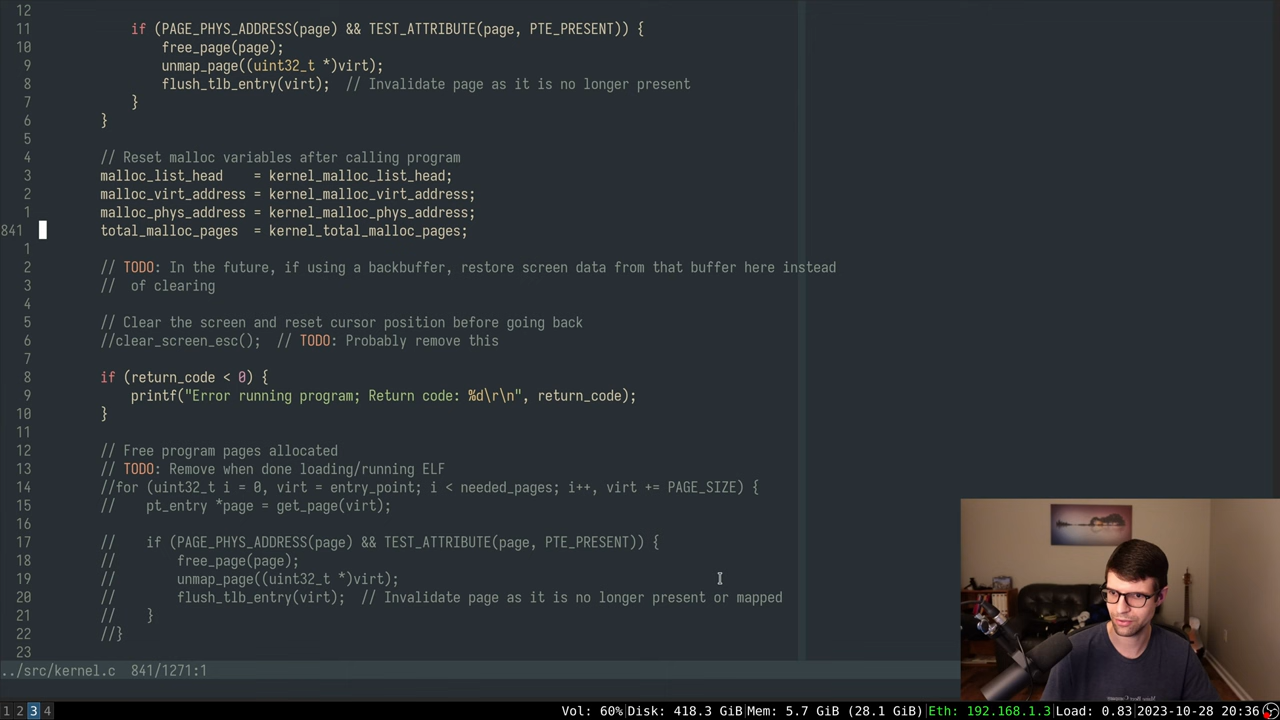 12
11 if (PAGE_PHYS_ADDRESS(page) && TEST_ATTRIBUTE(page, PTE_PRESENT)) {
10 free_page(page);
9 unmap_page((uint32_t *)virt);
8 flush_tlb_entry(virt);  // Invalidate page as it is no longer present
7 }
6 }
5
4 // Reset malloc variables after calling program
3 malloc_list_head    = kernel_malloc_list_head;
2 malloc_virt_address = kernel_malloc_virt_address;
1 malloc_phys_address = kernel_malloc_phys_address;
841 total_malloc_pages  = kernel_total_malloc_pages;
1
2 // TODO: In the future, if using a backbuffer, restore screen data from that buffer here instead
3 //  of clearing
4
5 // Clear the screen and reset cursor position before going back
6 //clear_screen_esc();  // TODO: Probably remove this
7
8 if (return_code < 0) {
9 printf("Error running program; Return code: %d\r\n", return_code);
10 }
11
12 // Free program pages allocated
13 // TODO: Remove when done loading/running ELF
14 //for (uint32_t i = 0, virt = entry_point; i < needed_pages; i++, virt += PAGE_SIZE) {
15 //    pt_entry *page = get_page(virt);
16
17 //    if (PAGE_PHYS_ADDRESS(page) && TEST_ATTRIBUTE(page, PTE_PRESENT)) {
18 //        free_page(page);
19 //        unmap_page((uint32_t *)virt);
20 //        flush_tlb_entry(virt);  // Invalidate page as it is no longer present or mapped
21 //    }
22 //}
23
../src/kernel.c  841/1271:1
1 2 3 4 Vol: 60%|Disk: 418.3 GiB|Mem: 5.7 GiB (28.1 GiB)|Eth: 192.168.1.3|Load: 0.83|2023-10-28 20:36